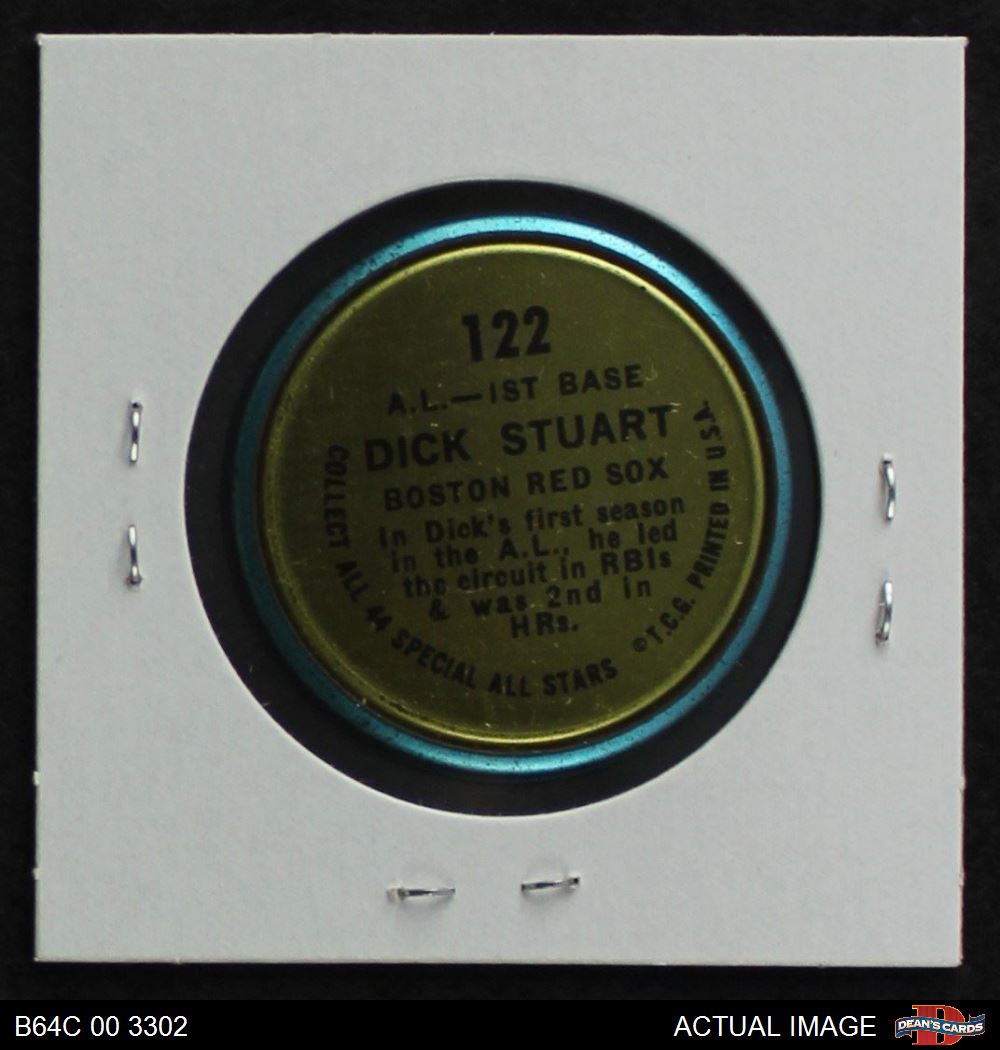 122
A.L.—1ST BASE
DICK STUART
BOSTON RED SOX
In Dick's first season
in the A.L., he led
the circuit in RBIs
& was 2nd in
HRs.
COLLECT ALL 44 SPECIAL ALL STARS
©T.C.G. PRINTED IN USA.
B64C 00 3302
ACTUAL IMAGE
D
DEAN'S CARDS